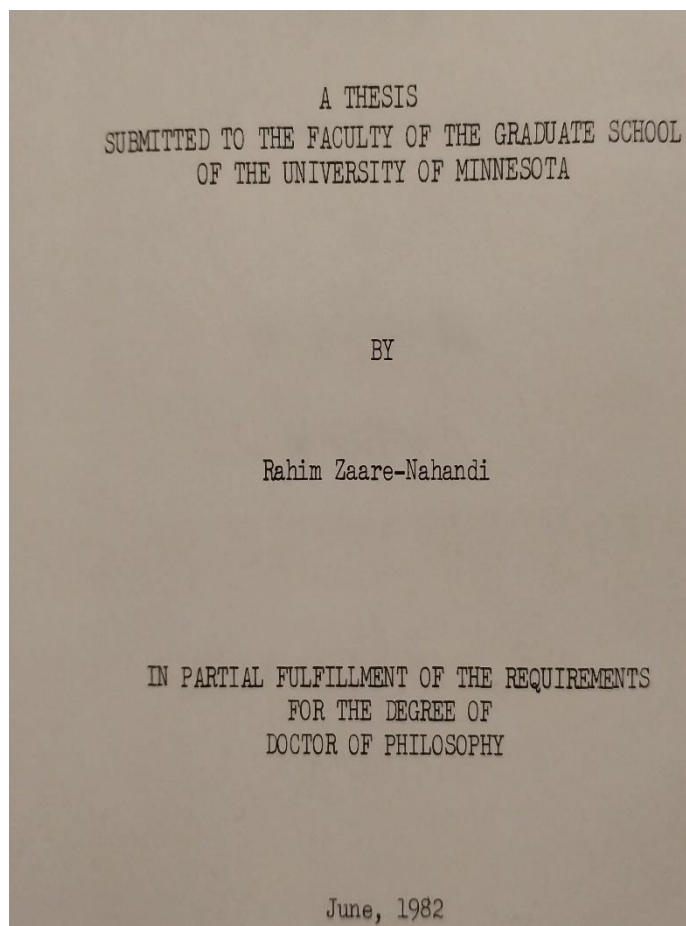 A THESIS
SUBMITTED TO THE FACULTY OF THE GRADUATE SCHOOL
OF THE UNIVERSITY OF MINNESOTA
BY
Rahim Zaare-Nahandi
IN PARTIAL FULFILLMENT OF THE REQUIREMENTS
FOR THE DEGREE OF
DOCTOR OF PHILOSOPHY
June, 1982